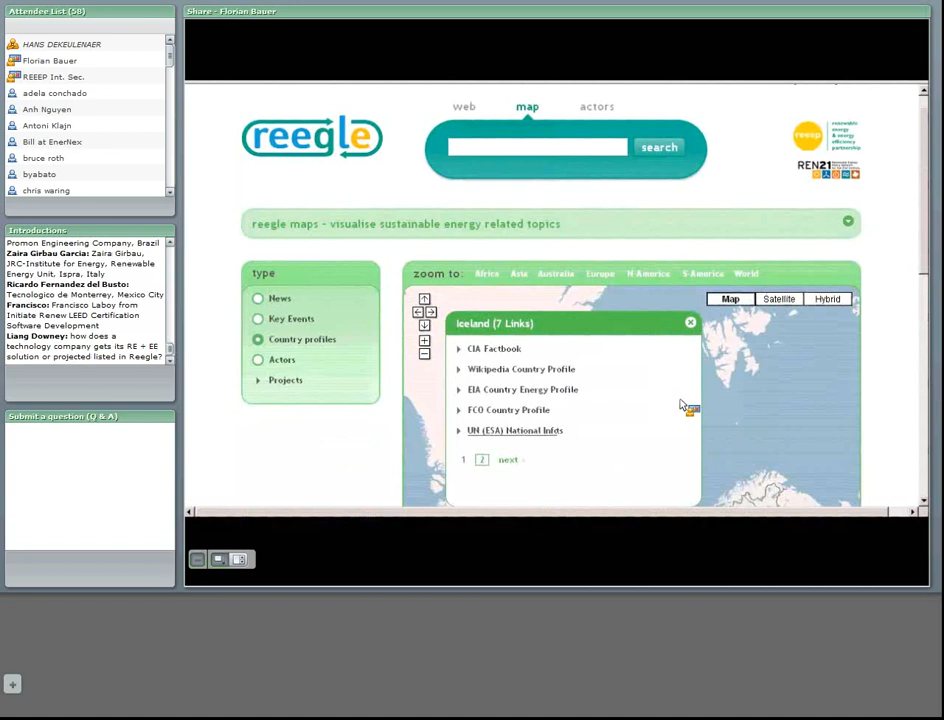 Attendee List (58)
HANS DEKEULENAER
Florian Bauer
REEEP Int. Sec.
adela conchado
Anh Nguyen
Antoni Klajn
Bill at EnerNex
bruce roth
byabato
chris waring
Introductions
Promon Engineering Company, Brazil
Zaira Girbau Garcia: Zaira Girbau,
JRC-Institute for Energy, Renewable
Energy Unit, Ispra, Italy
Ricardo Fernandez del Busto:
Tecnologico de Monterrey, Mexico City
Francisco: Francisco Laboy from
Initiate Renew LEED Certification
Software Development
Liang Downey: how does a
technology company gets its RE + EE
solution or projected listed in Reegle?
Submit a question (Q & A)
Share - Florian Bauer
web map actors
reegle
search
reeep
renewable
energy
& energy
efficiency
partnership
REN21
reegle maps - visualise sustainable energy related topics
type
News
Key Events
Country profiles
Actors
Projects
zoom to: Africa Asia Australia Europe N-America S-America World
Map Satellite Hybrid
Iceland (7 Links)
CIA Factbook
Wikipedia Country Profile
EIA Country Energy Profile
FCO Country Profile
UN (ESA) National Infos
1 2 next